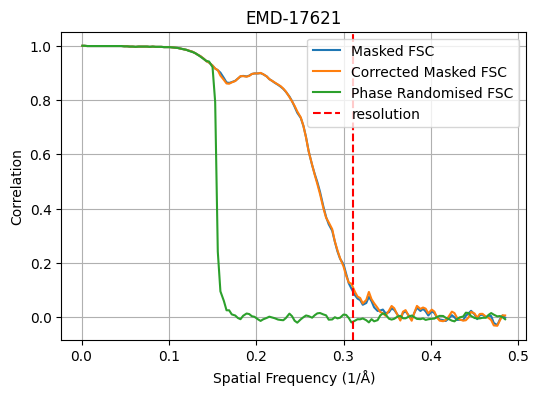 EMD-17621
Masked FSC
Corrected Masked FSC
Phase Randomised FSC
resolution
1.0
0.8
0.6
0.4
0.2
0.0
Correlation
0.0 0.1 0.2 0.3 0.4 0.5
Spatial Frequency (1/Å)